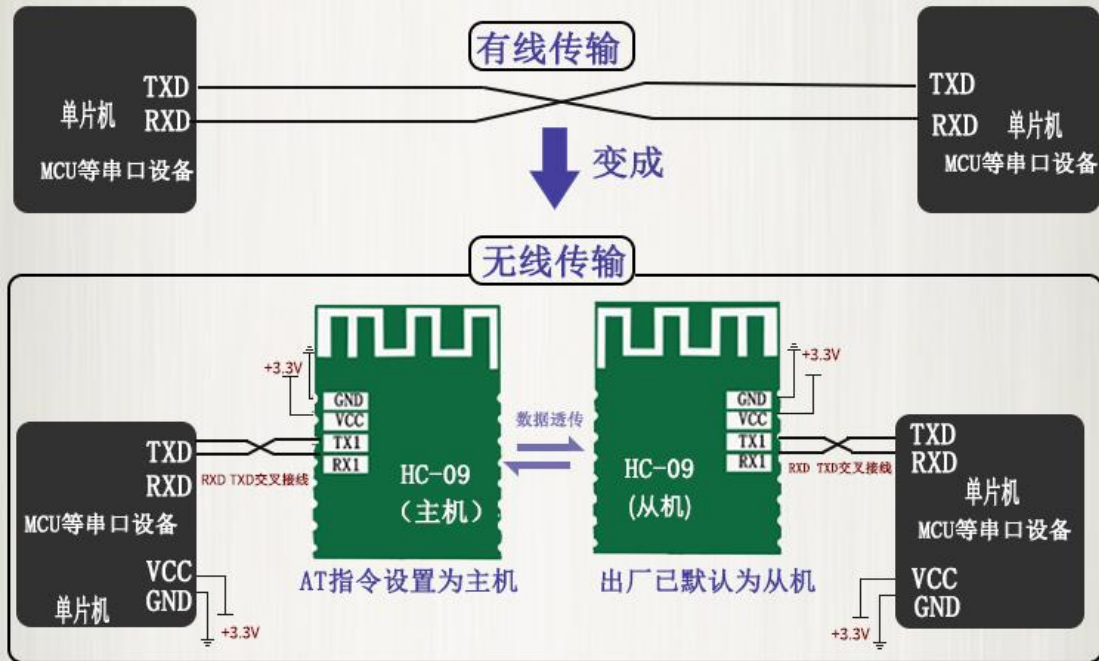 有线传输
TXD
单片机 RXD
MCU等串口设备
TXD
RXD 单片机
MCU等串口设备
变成
无线传输
+3.3V
GND
VCC
TX1
RX1
HC-09
(主机)
AT指令设置为主机
数据透传
+3.3V
GND
VCC
TX1
RX1
HC-09
(从机)
出厂已默认为从机
TXD
RXD
RXD TXD交叉接线
MCU等串口设备
VCC
单片机 GND
+3.3V
TXD
RXD
RXD TXD交叉接线
单片机
MCU等串口设备
VCC
GND
+3.3V